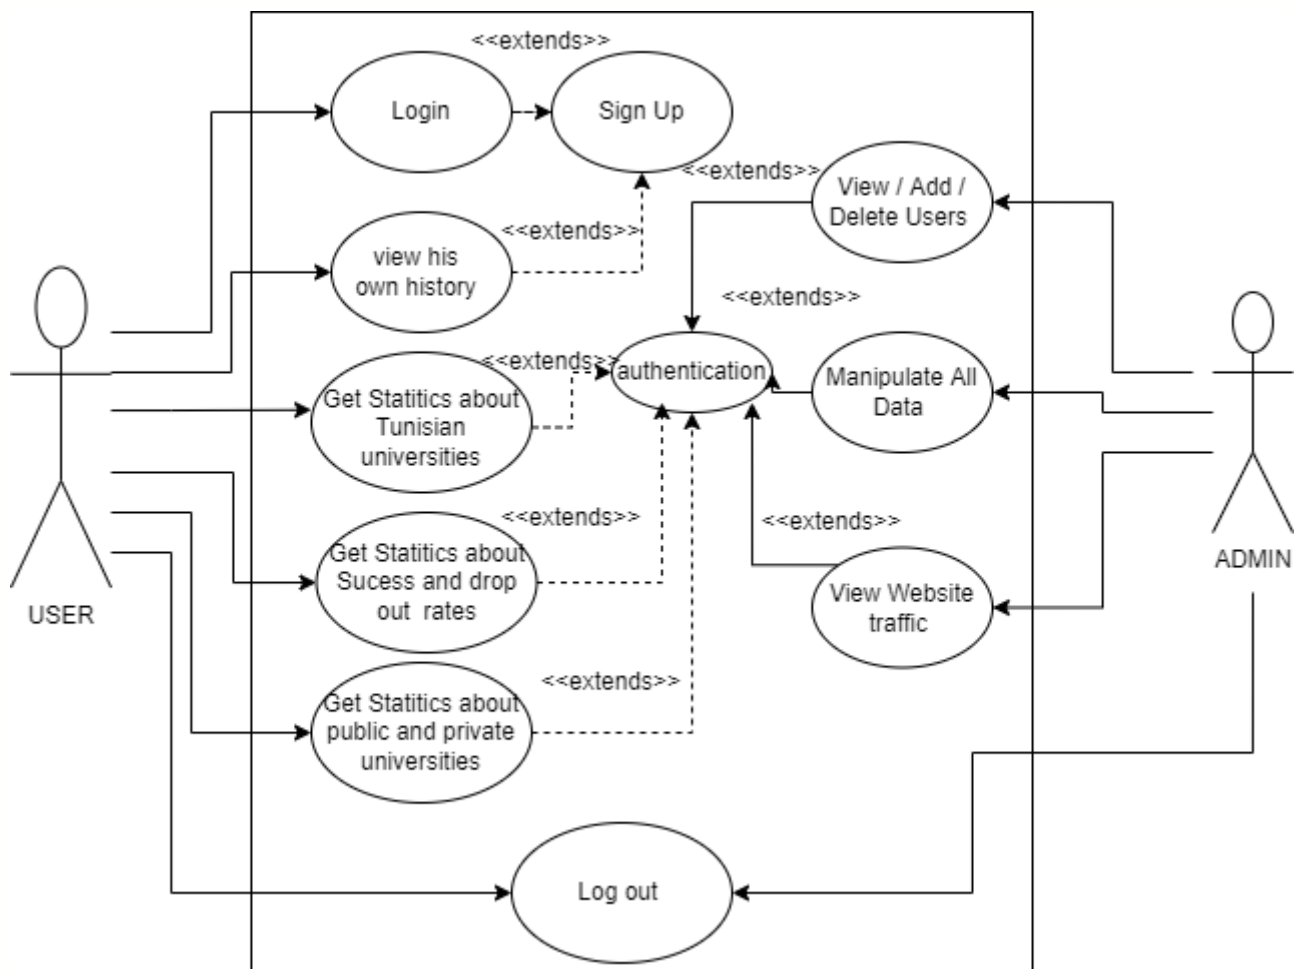 <<extends>>
Login
Sign Up
<<extends>>
View / Add /
Delete Users
<<extends>>
view his
own history
<<extends>>
<<extends>>
authentication
Manipulate All
Data
Get Statitics about
Tunisian
universities
<<extends>>
<<extends>>
Get Statitics about
Sucess and drop
out rates
View Website
traffic
ADMIN
USER
<<extends>>
Get Statitics about
public and private
universities
Log out